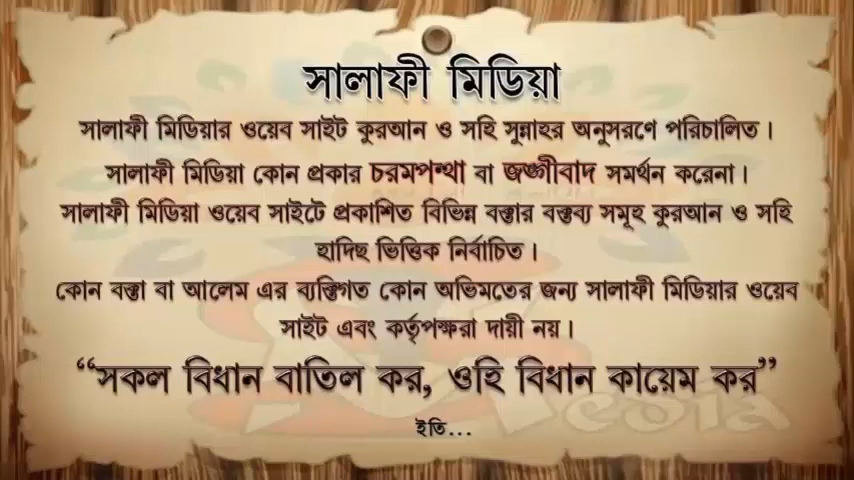 সালাফী মিডিয়া
সালাফী মিডিয়ার ওয়েব সাইট কুরআন ও সহি সুন্নাহর অনুসরণে পরিচালিত।
সালাফী মিডিয়া কোন প্রকার চরমপন্থা বা জঙ্গীবাদ সমর্থন করেনা।
সালাফী মিডিয়া ওয়েব সাইটে প্রকাশিত বিভিন্ন বক্তার বক্তব্য সমূহ কুরআন ও সহি
হাদিছ ভিত্তিক নির্বাচিত।
কোন বক্তা বা আলেম এর ব্যক্তিগত কোন অভিমতের জন্য সালাফী মিডিয়ার ওয়েব
সাইট এবং কর্তৃপক্ষরা দায়ী নয়।
“সকল বিধান বাতিল কর, ওহি বিধান কায়েম কর”
ইতি...